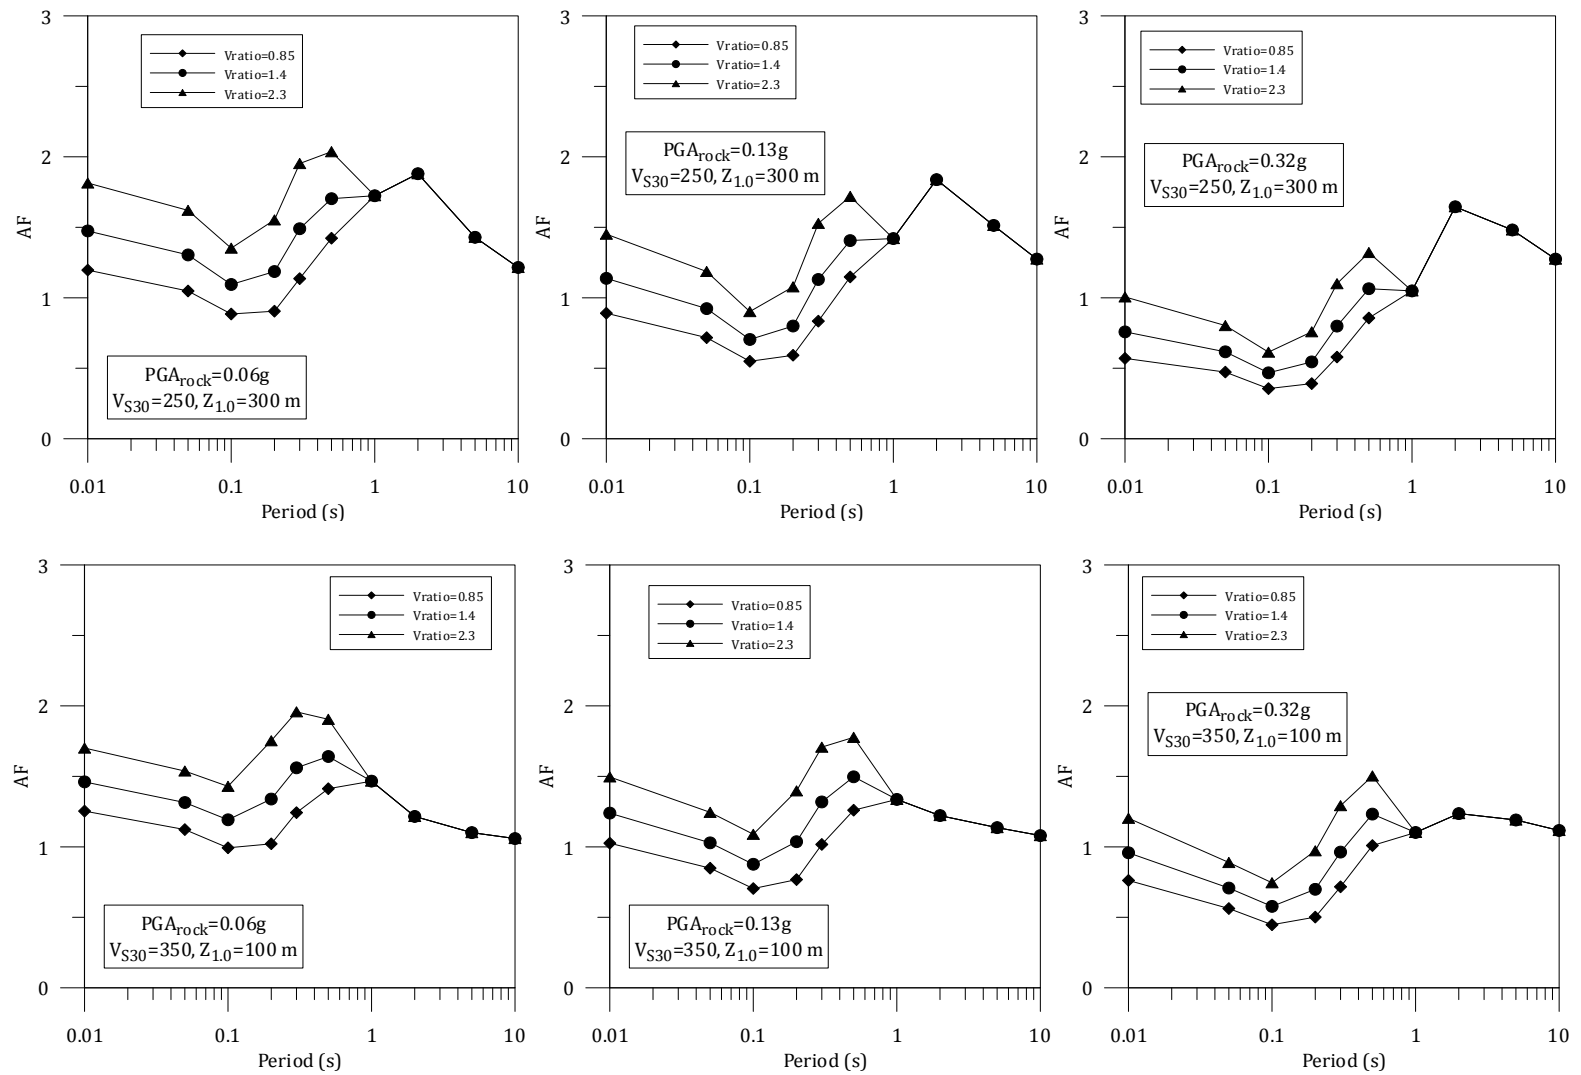 3
2
1
0
AF
Vratio=0.85
Vratio=1.4
Vratio=2.3
PGArock=0.06g
VS30=250, Z1.0=300 m
0.01 0.1 1 10
Period (s)
3
2
1
0
AF
Vratio=0.85
Vratio=1.4
Vratio=2.3
PGArock=0.13g
VS30=250, Z1.0=300 m
0.01 0.1 1 10
Period (s)
3
2
1
0
AF
Vratio=0.85
Vratio=1.4
Vratio=2.3
PGArock=0.32g
VS30=250, Z1.0=300 m
0.01 0.1 1 10
Period (s)
3
2
1
0
AF
Vratio=0.85
Vratio=1.4
Vratio=2.3
PGArock=0.06g
VS30=350, Z1.0=100 m
0.01 0.1 1 10
Period (s)
3
2
1
0
AF
Vratio=0.85
Vratio=1.4
Vratio=2.3
PGArock=0.13g
VS30=350, Z1.0=100 m
0.01 0.1 1 10
Period (s)
3
2
1
0
AF
Vratio=0.85
Vratio=1.4
Vratio=2.3
PGArock=0.32g
VS30=350, Z1.0=100 m
0.01 0.1 1 10
Period (s)